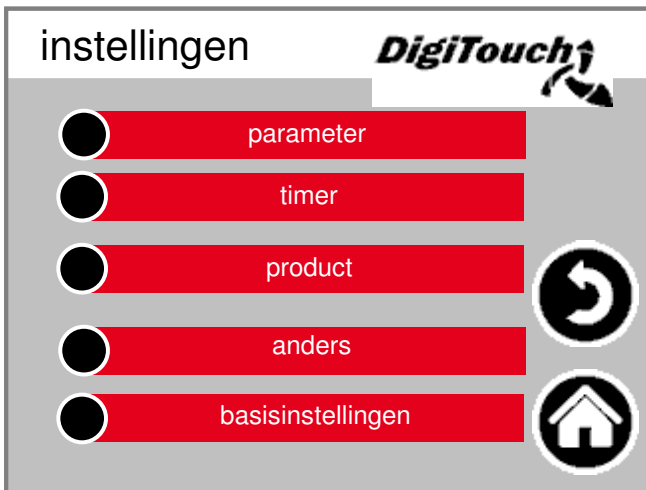 instellingen
DigiTouch
parameter
timer
product
anders
basisinstellingen